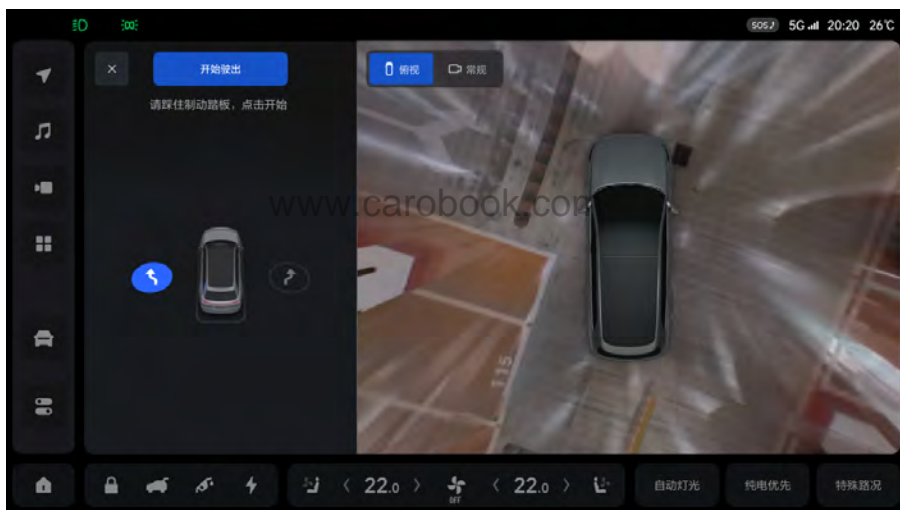 SOS 5G 20:20 26℃
开始驶出
请踩住制动踏板，点击开始
俯视 常规
www.carobook.com
115
22.0 OFF 22.0 自动灯光 纯电优先 特殊路况